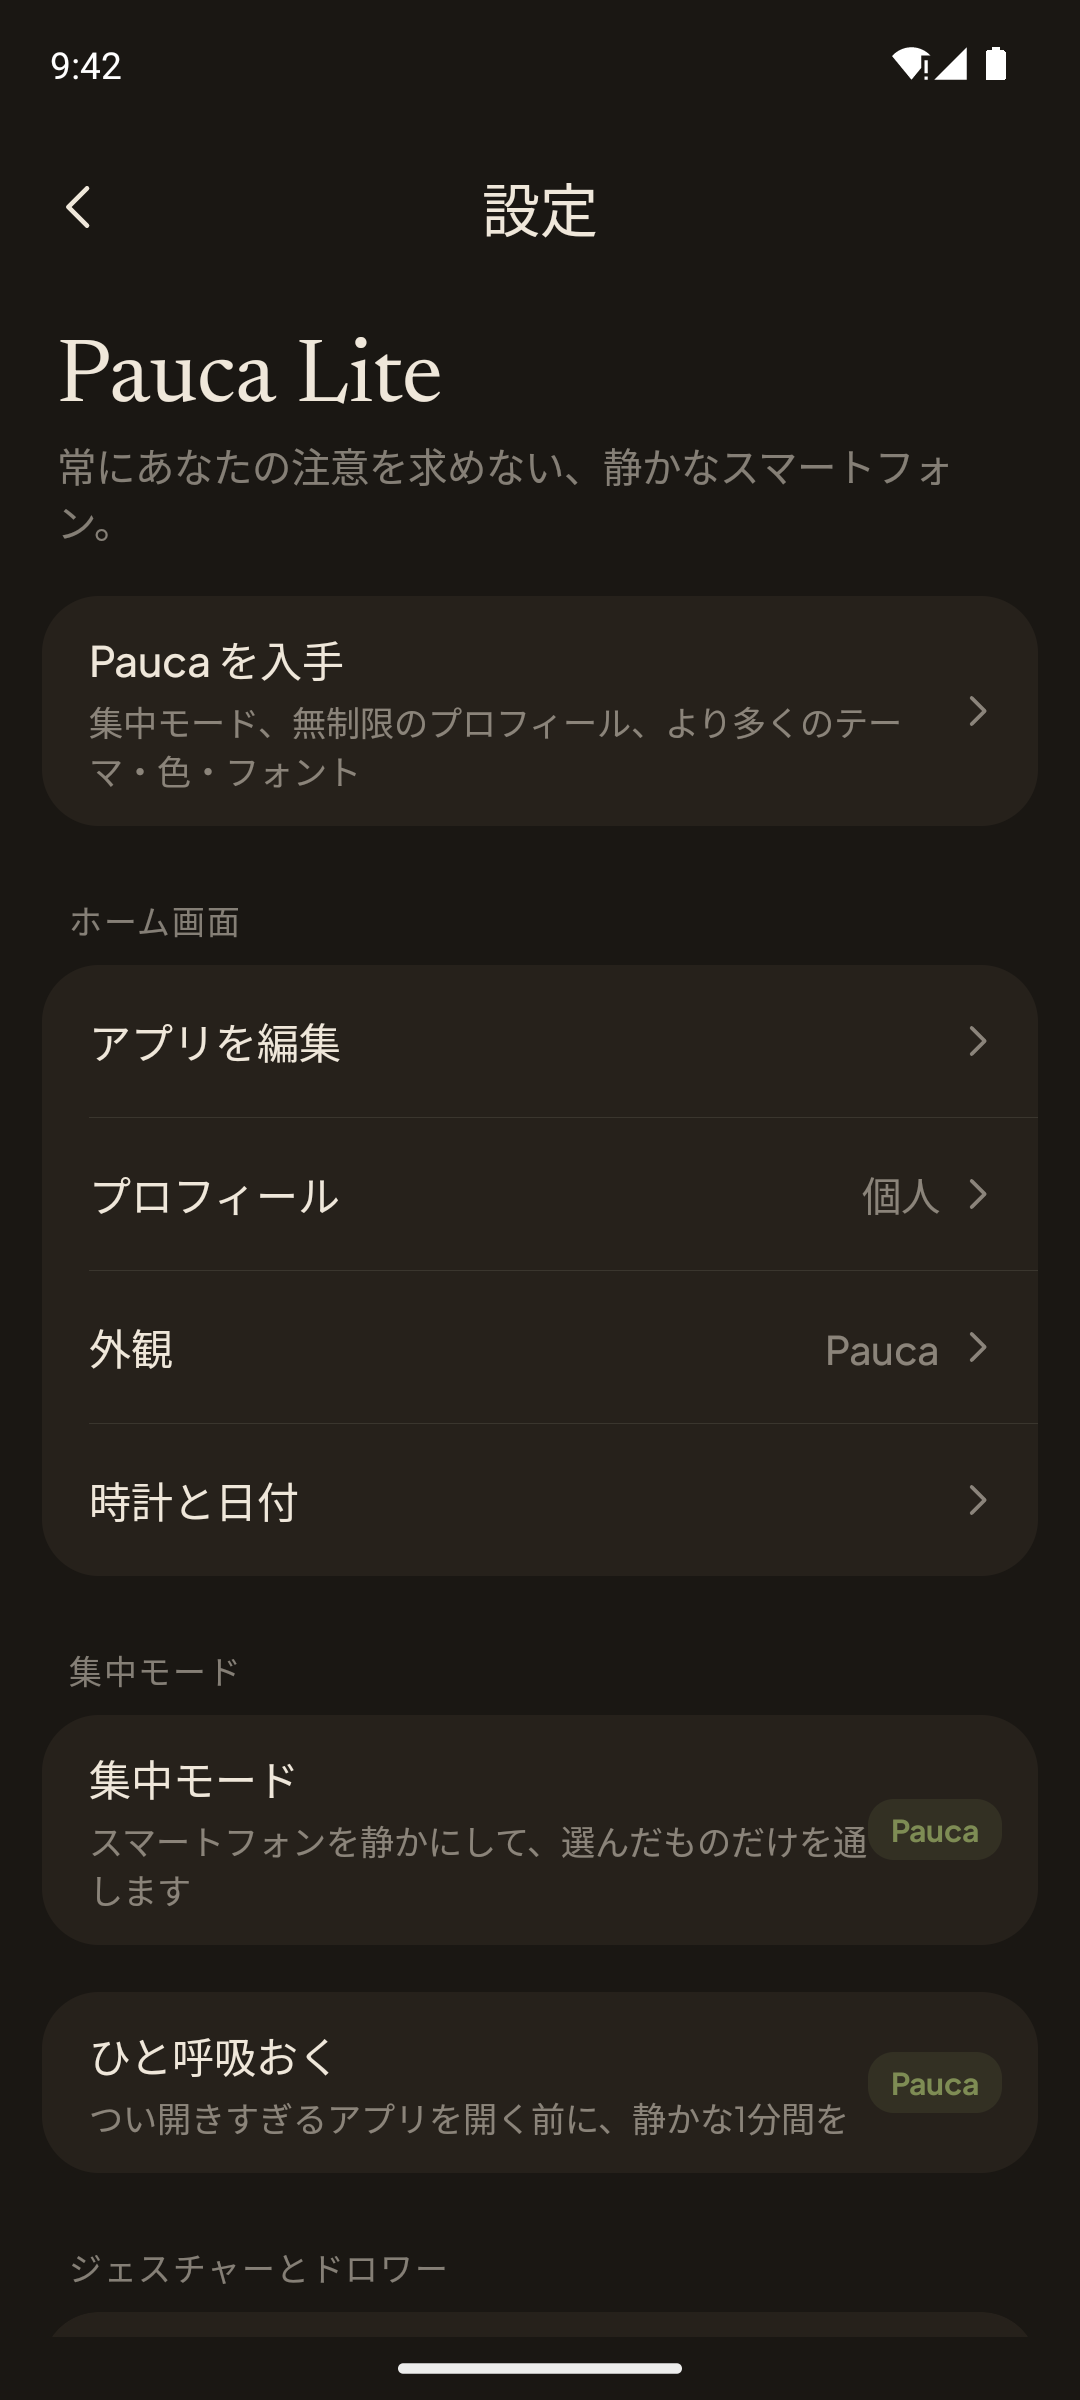 9:42
設定
Pauca Lite
常にあなたの注意を求めない、静かなスマートフォ
ン。
Pauca を入手
集中モード、無制限のプロフィール、より多くのテー
マ・色・フォント
ホーム画面
アプリを編集
プロフィール 個人
外観 Pauca
時計と日付
集中モード
集中モード
スマートフォンを静かにして、選んだものだけを通
します
Pauca
ひと呼吸おく
つい開きすぎるアプリを開く前に、静かな1分間を
Pauca
ジェスチャーとドロワー